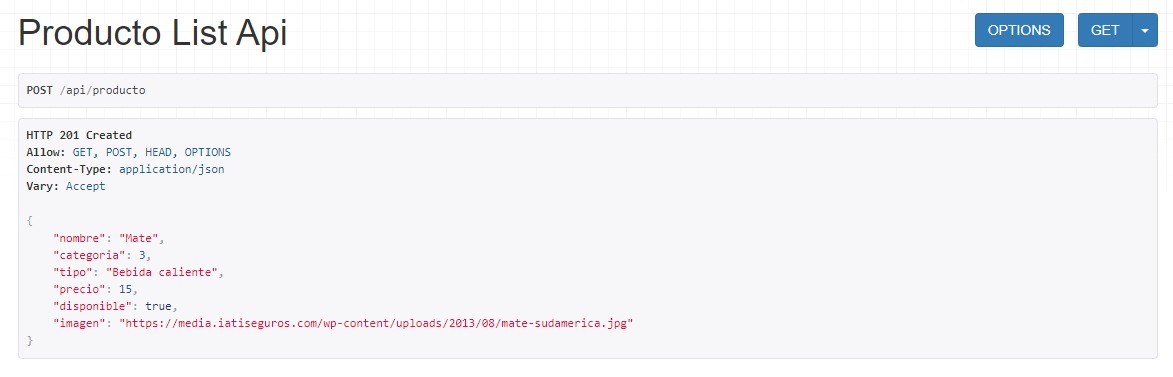 Producto List Api
OPTIONS
GET
POST /api/producto
HTTP 201 Created
Allow: GET, POST, HEAD, OPTIONS
Content-Type: application/json
Vary: Accept
{
    "nombre": "Mate",
    "categoria": 3,
    "tipo": "Bebida caliente",
    "precio": 15,
    "disponible": true,
    "imagen": "https://media.iatiseguros.com/wp-content/uploads/2013/08/mate-sudamerica.jpg"
}